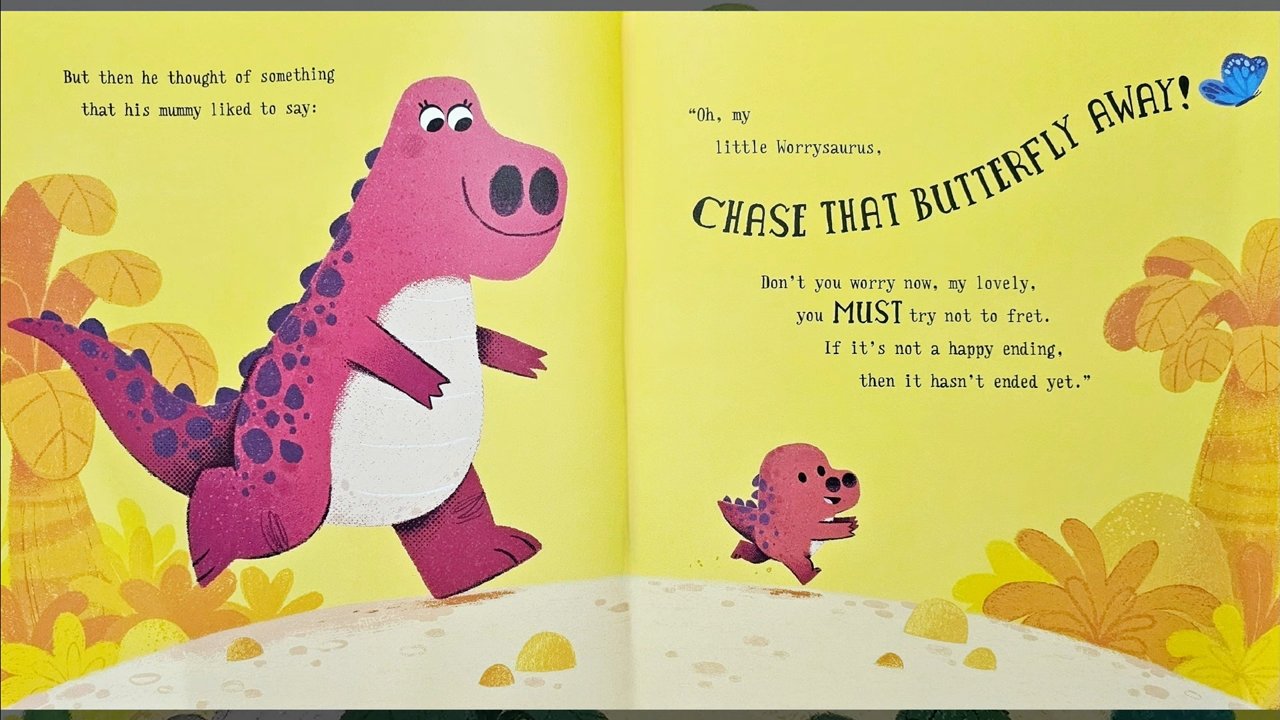 But then he thought of something
that his mummy liked to say:
“Oh, my
little Worrysaurus,
CHASE THAT BUTTERFLY AWAY!
Don't you worry now, my lovely,
you MUST try not to fret.
If it's not a happy ending,
then it hasn't ended yet.”